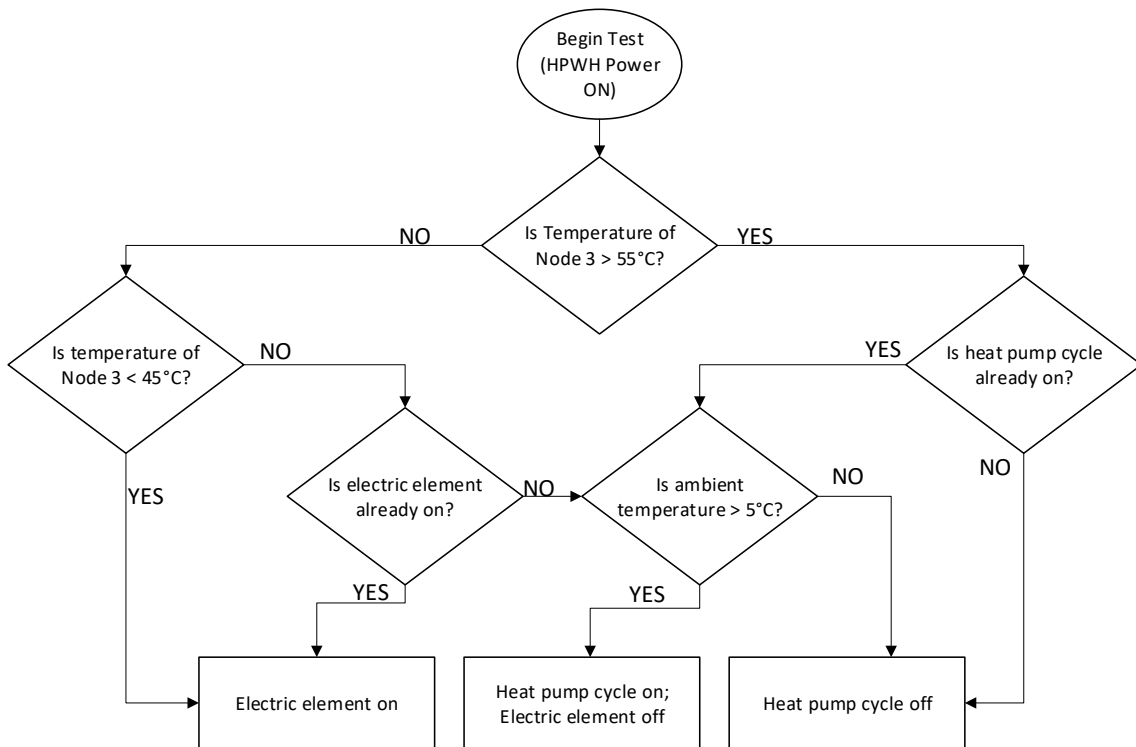 Begin Test
(HPWH Power
ON)
Is Temperature of
Node 3 > 55°C?
NO
YES
Is temperature of
Node 3 < 45°C?
NO
YES
Is heat pump cycle
already on?
YES
NO
Is electric element
already on?
NO
YES
Is ambient
temperature > 5°C?
NO
YES
Electric element on
Heat pump cycle on;
Electric element off
Heat pump cycle off